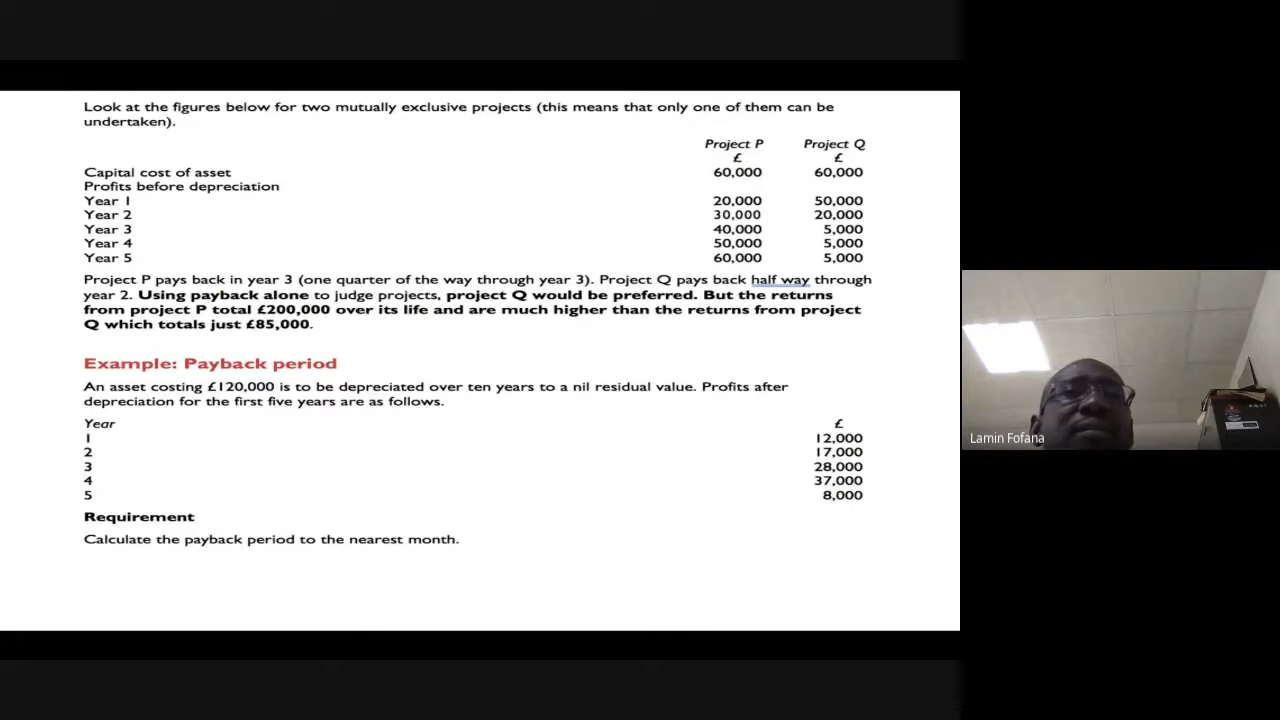 Look at the figures below for two mutually exclusive projects (this means that only one of them can be
undertaken).
Project P Project Q
£ £
Capital cost of asset 60,000 60,000
Profits before depreciation
Year 1 20,000 50,000
Year 2 30,000 20,000
Year 3 40,000 5,000
Year 4 50,000 5,000
Year 5 60,000 5,000
Project P pays back in year 3 (one quarter of the way through year 3). Project Q pays back half way through
year 2. Using payback alone to judge projects, project Q would be preferred. But the returns
from project P total £200,000 over its life and are much higher than the returns from project
Q which totals just £85,000.
Example: Payback period
An asset costing £120,000 is to be depreciated over ten years to a nil residual value. Profits after
depreciation for the first five years are as follows.
Year £
1 12,000
2 17,000
3 28,000
4 37,000
5 8,000
Requirement
Calculate the payback period to the nearest month.
Lamin Fofana